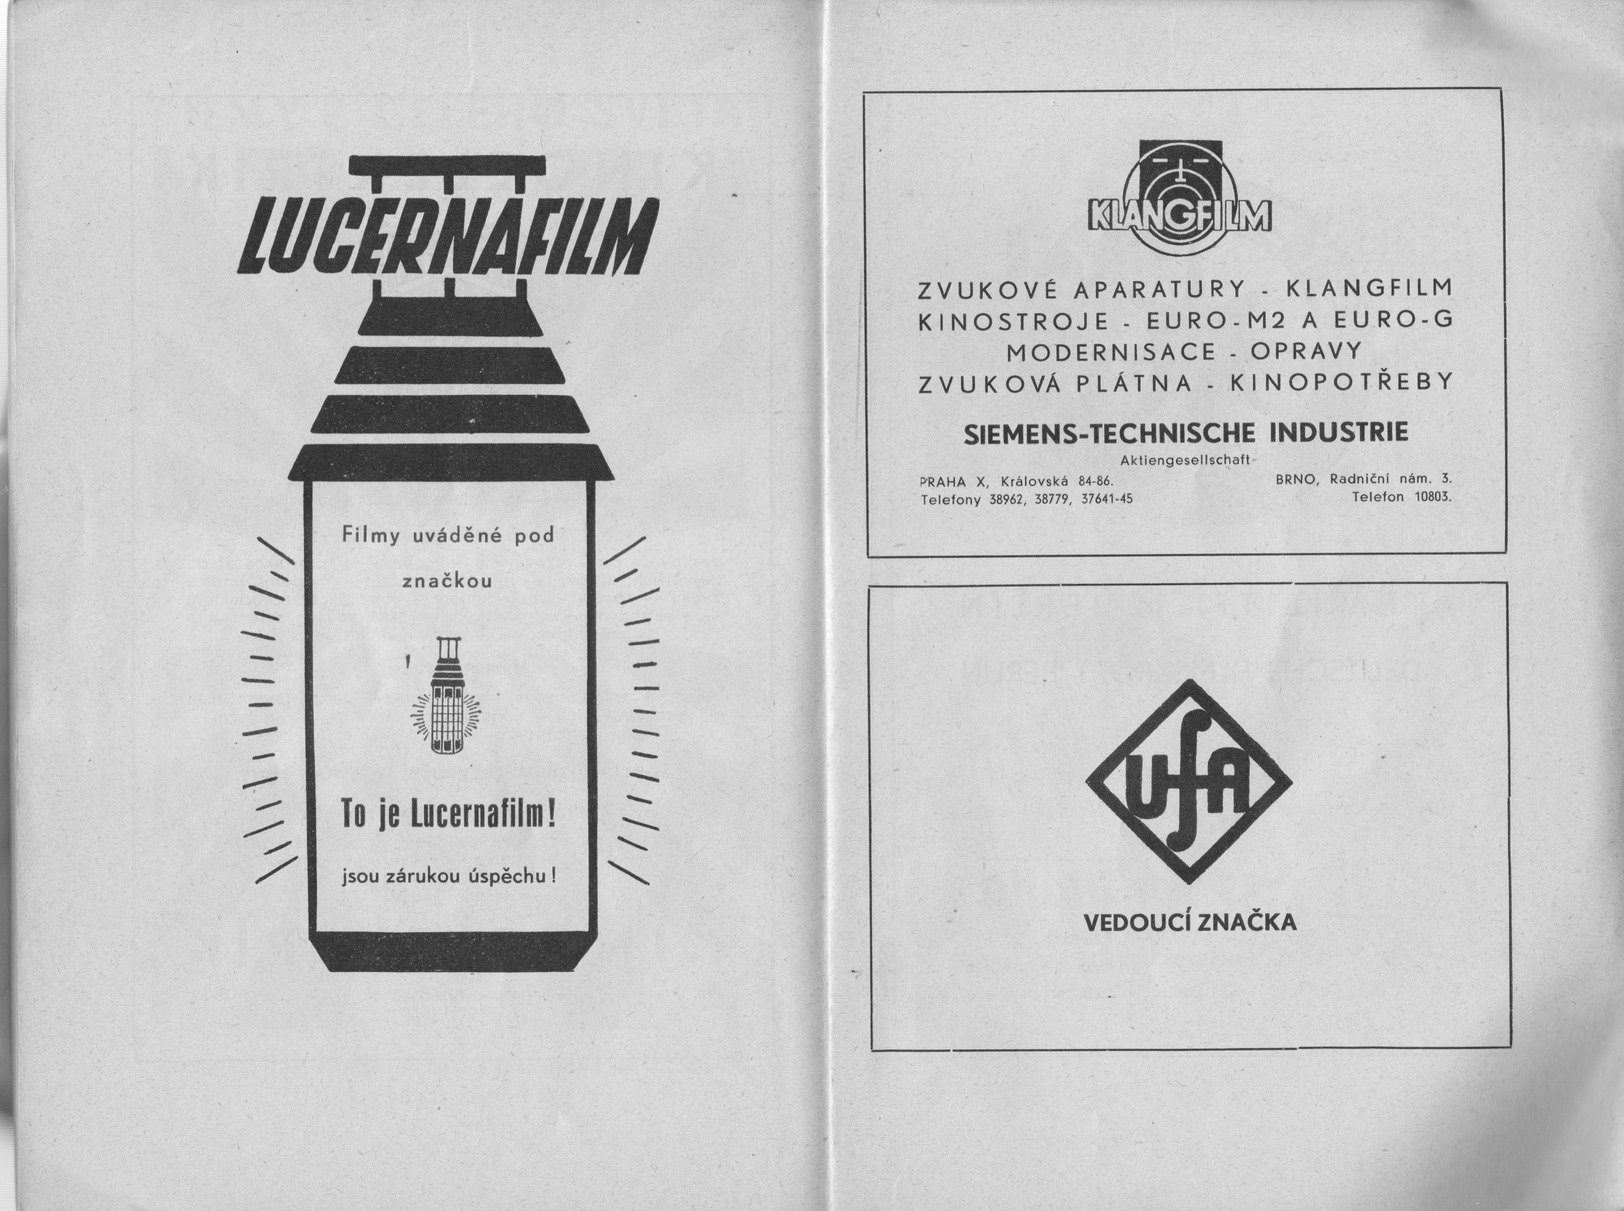 LUCERNAFILM
Filmy uváděné pod
značkou
To je Lucernafilm!
jsou zárukou úspěchu!
KLANGFILM
ZVUKOVÉ APARATURY - KLANGFILM
KINOSTROJE - EURO-M2 A EURO-G
MODERNISACE - OPRAVY
ZVUKOVÁ PLÁTNA - KINOPOTŘEBY
SIEMENS-TECHNISCHE INDUSTRIE
Aktiengesellschaft
PRAHA X, Královská 84-86.
Telefony 38962, 38779, 37641-45
BRNO, Radniční nám. 3.
Telefon 10803.
UfA
VEDOUCÍ ZNAČKA